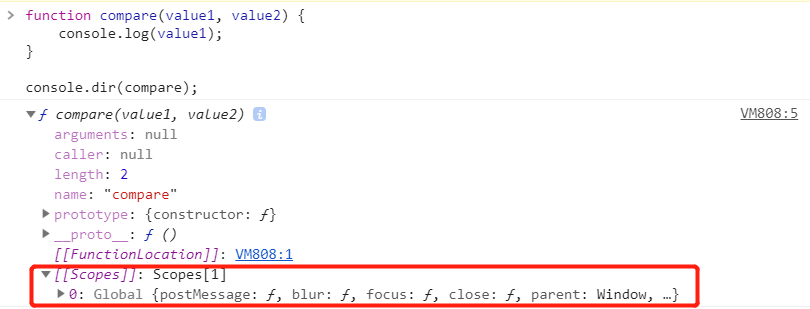 function compare(value1, value2) {
    console.log(value1);
}
console.dir(compare);
ƒ compare(value1, value2) i VM808:5
arguments: null
caller: null
length: 2
name: "compare"
prototype: {constructor: ƒ}
__proto__: ƒ ()
[[FunctionLocation]]: VM808:1
[[Scopes]]: Scopes[1]
0: Global {postMessage: ƒ, blur: ƒ, focus: ƒ, close: ƒ, parent: Window, …}